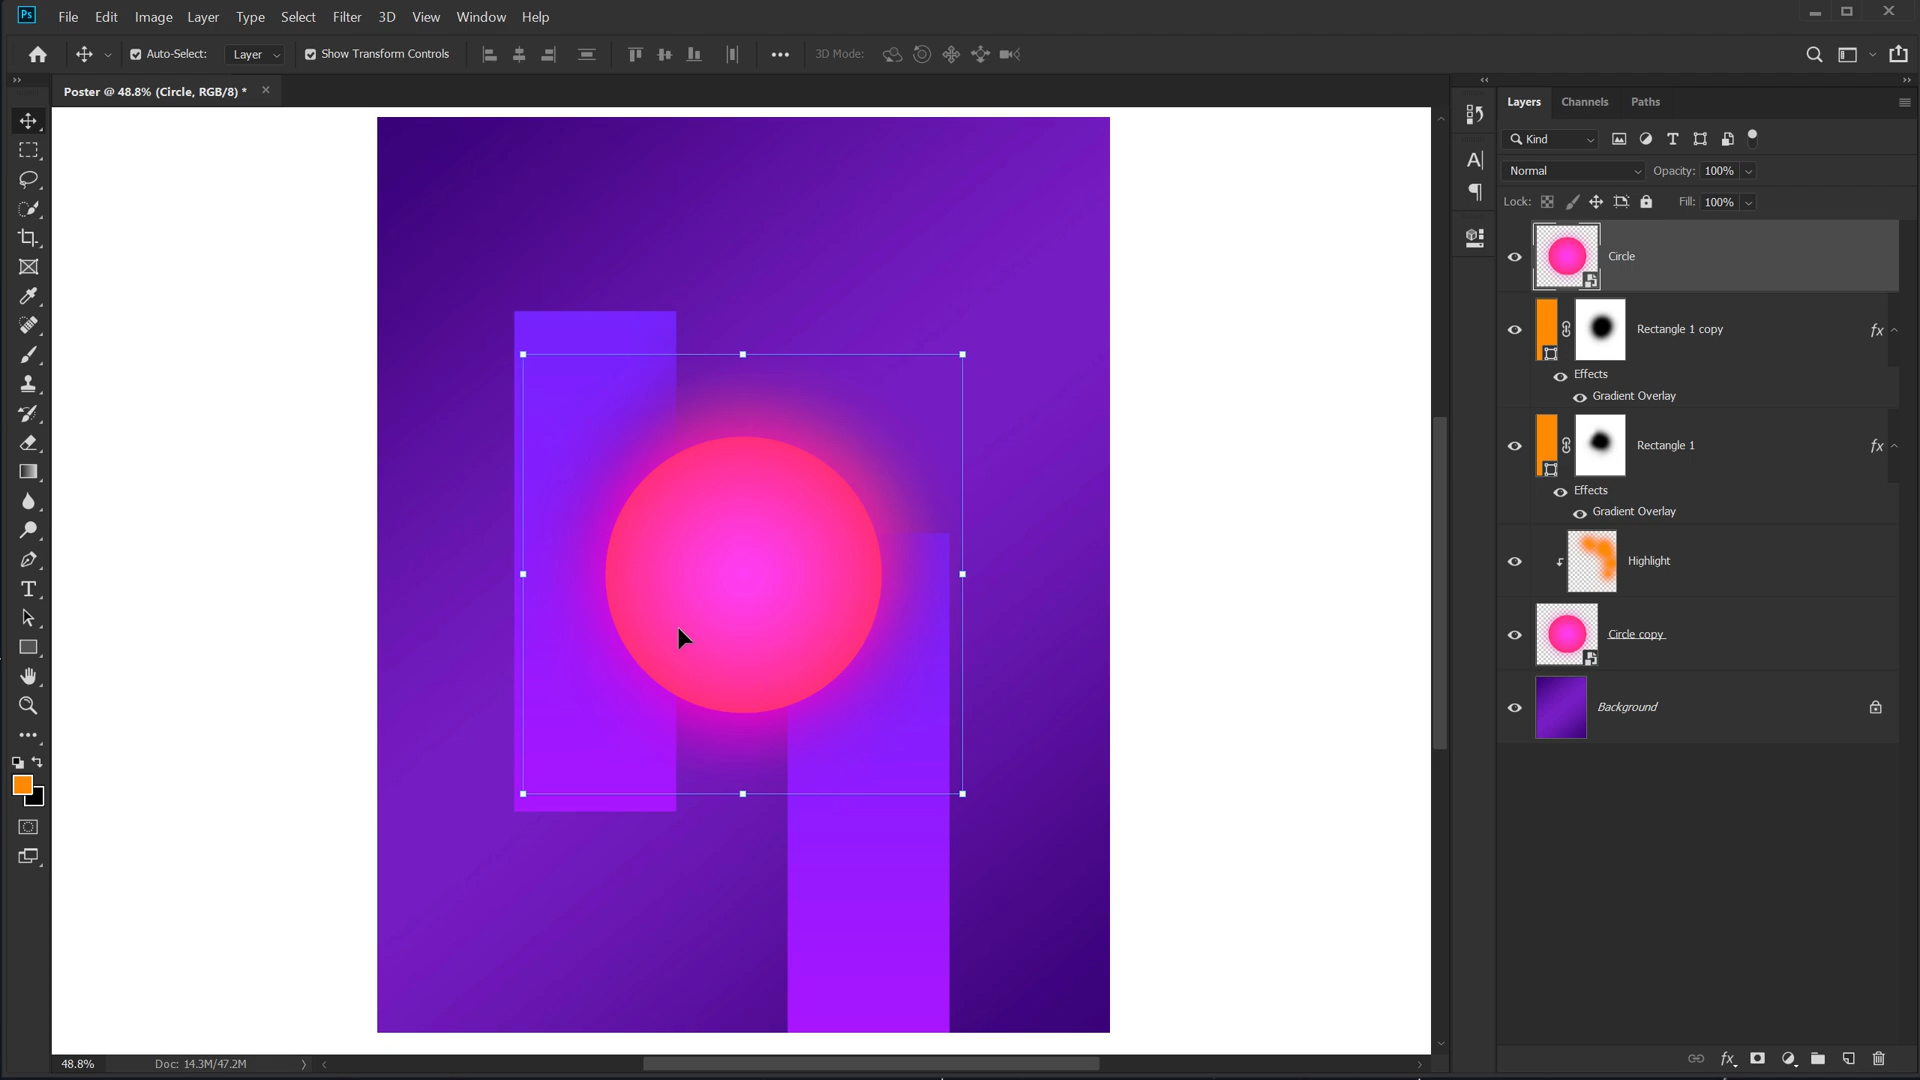 Ps File Edit Image Layer Type Select Filter 3D View Window Help
Auto-Select: Layer Show Transform Controls 3D Mode:
Poster @ 48.8% (Circle, RGB/8) *
Layers Channels Paths
Kind
Normal Opacity: 100%
Lock: Fill: 100%
Circle
Rectangle 1 copy fx
Effects
Gradient Overlay
Rectangle 1 fx
Effects
Gradient Overlay
Highlight
Circle copy
Background
48.8% Doc: 14.3M/47.2M
fx